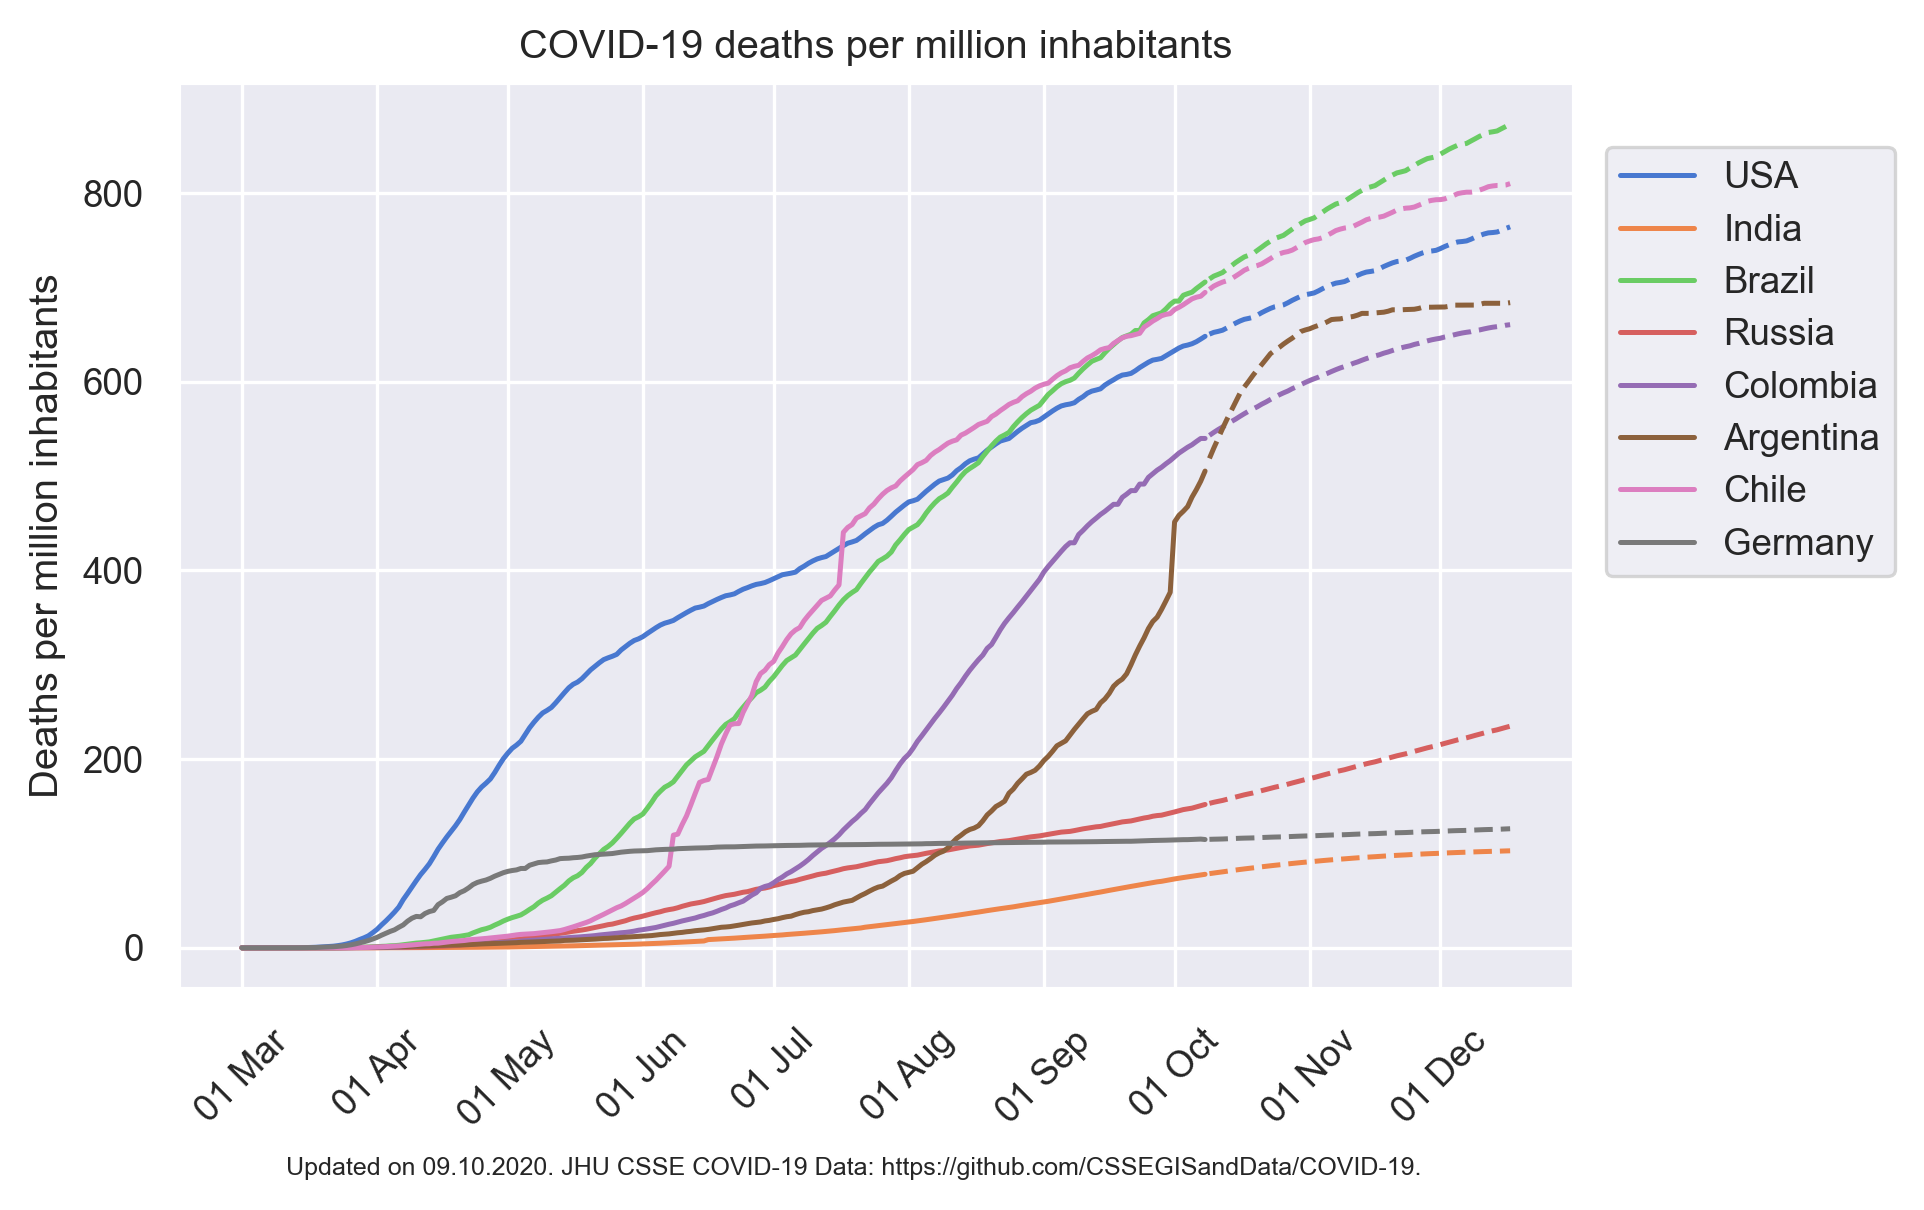 COVID-19 deaths per million inhabitants
Deaths per million inhabitants
800
600
400
200
0
01 Mar
01 Apr
01 May
01 Jun
01 Jul
01 Aug
01 Sep
01 Oct
01 Nov
01 Dec
USA
India
Brazil
Russia
Colombia
Argentina
Chile
Germany
Updated on 09.10.2020. JHU CSSE COVID-19 Data: https://github.com/CSSEGISandData/COVID-19.